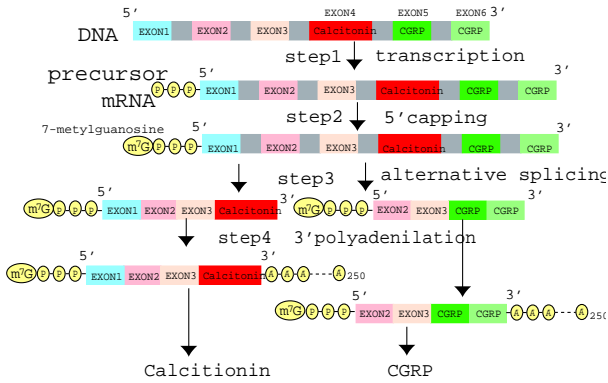 EXON4 EXON5 EXON6
5′ 3′
DNA EXON1 EXON2 EXON3 Calcitonin CGRP CGRP
step1 transcription
precursor 5′ 3′
mRNA P P P EXON1 EXON2 EXON3 Calcitonin CGRP CGRP
step2 5′capping
7-metylguanosine 5′ 3′
m7G P P P EXON1 EXON2 EXON3 Calcitonin CGRP CGRP
step3 alternative splicing
5′ 3′ 5′ 3′
m7G P P P EXON1 EXON2 EXON3 Calcitonin m7G P P P EXON2 EXON3 CGRP CGRP
step4 3′polyadenilation
5′ 3′
m7G P P P EXON1 EXON2 EXON3 Calcitonin A A A ---- A 250
5′ 3′
m7G P P P EXON2 EXON3 CGRP CGRP A A A ---- A 250
Calcitionin CGRP